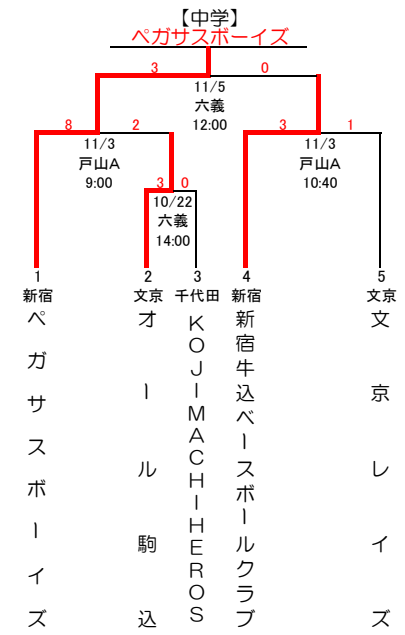 【中学】
ペガサスボーイズ
3 0
11/5
六義
12:00
8 2
11/3
戸山A
9:00
3 1
11/3
戸山A
10:40
3 0
10/22
六義
14:00
1 2 3 4 5
新宿 文京 千代田 新宿 文京
ペガサスボーイズ
オール駒込
KOJIMACHIHEROS
新宿牛込ベースボールクラブ
文京レイズ